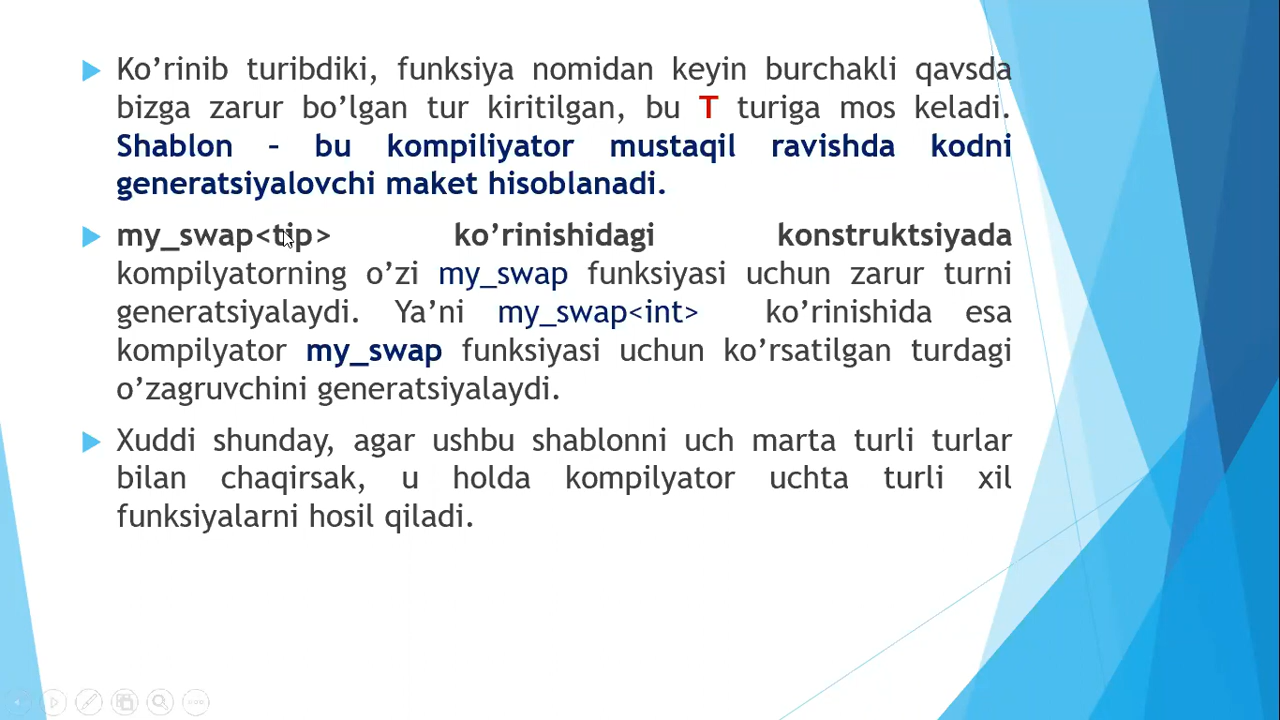 Ko’rinib turibdiki, funksiya nomidan keyin burchakli qavsda
bizga zarur bo’lgan tur kiritilgan, bu T turiga mos keladi.
Shablon – bu kompiliyator mustaqil ravishda kodni
generatsiyalovchi maket hisoblanadi.
my_swap<tip> ko’rinishidagi konstruktsiyada
kompilyatorning o’zi my_swap funksiyasi uchun zarur turni
generatsiyalaydi. Ya’ni my_swap<int> ko’rinishida esa
kompilyator my_swap funksiyasi uchun ko’rsatilgan turdagi
o’zagruvchini generatsiyalaydi.
Xuddi shunday, agar ushbu shablonni uch marta turli turlar
bilan chaqirsak, u holda kompilyator uchta turli xil
funksiyalarni hosil qiladi.